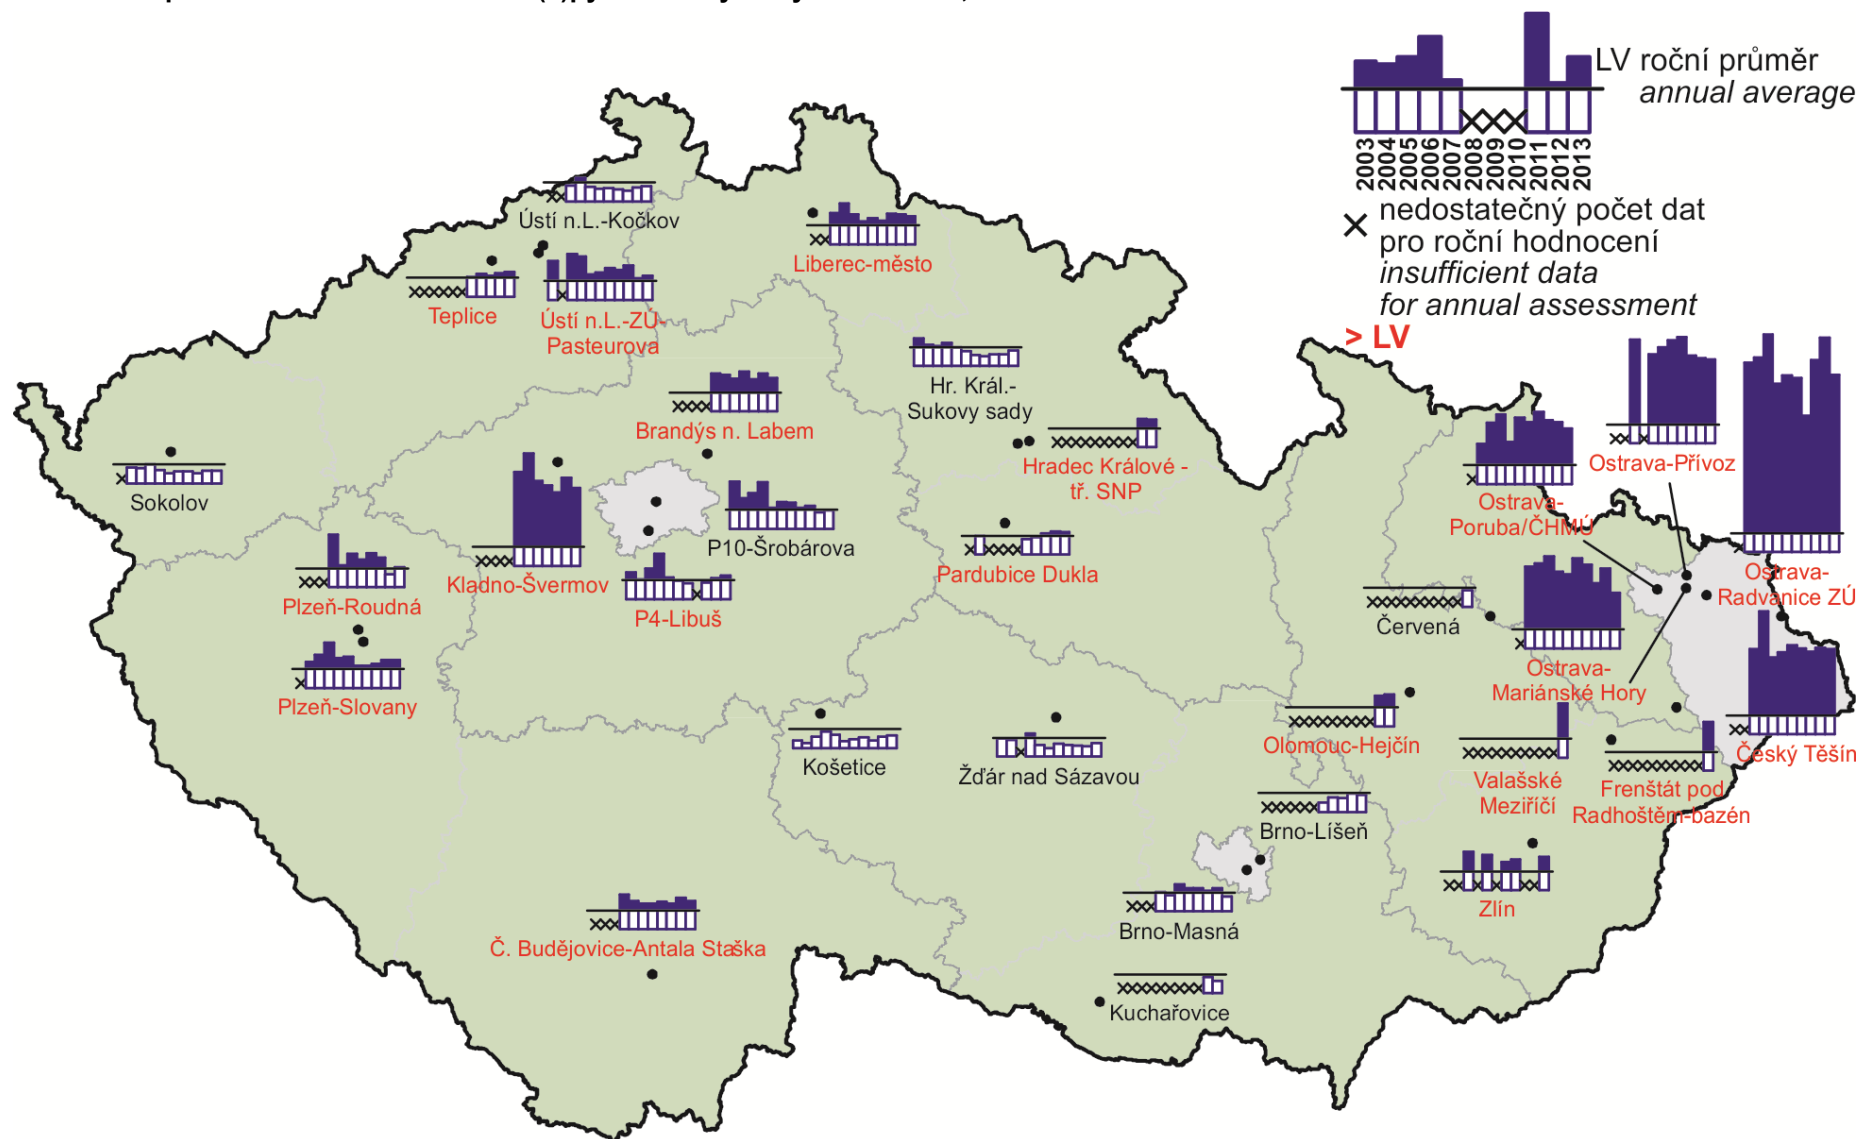 LV roční průměr
annual average
2003
2004
2005
2006
2007
2008
2009
2010
2011
2012
2013
nedostatečný počet dat
pro roční hodnocení
insufficient data
for annual assessment
> LV
Ústí n.L.-Kočkov
Liberec-město
Teplice
Ústí n.L.-ZÚ-
Pasteurova
Hr. Král.-
Sukovy sady
Brandýs n. Labem
Hradec Králové -
tř. SNP
Ostrava-Přívoz
Sokolov
Ostrava-
Poruba/ČHMÚ
P10-Šrobárova
Kladno-Švermov
Pardubice Dukla
Ostrava-
Radvanice ZÚ
Plzeň-Roudná
P4-Libuš
Červená
Ostrava-
Mariánské Hory
Plzeň-Slovany
Olomouc-Hejčín
Český Těšín
Košetice
Žďár nad Sázavou
Valašské
Meziříčí
Frenštát pod
Radhoštěm-bazén
Brno-Líšeň
Zlín
Brno-Masná
Č. Budějovice-Antala Staška
Kuchařovice